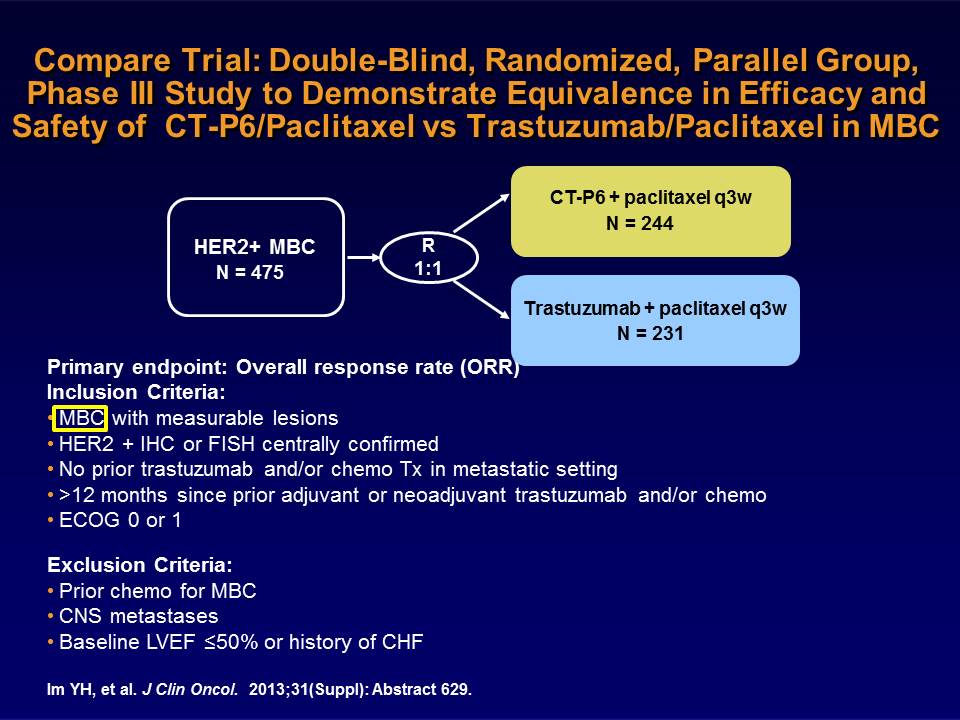 Compare Trial: Double-Blind, Randomized, Parallel Group,
Phase III Study to Demonstrate Equivalence in Efficacy and
Safety of CT-P6/Paclitaxel vs Trastuzumab/Paclitaxel in MBC
HER2+ MBC
N = 475
R
1:1
CT-P6 + paclitaxel q3w
N = 244
Trastuzumab + paclitaxel q3w
N = 231
Primary endpoint: Overall response rate (ORR)
Inclusion Criteria:
• MBC with measurable lesions
• HER2 + IHC or FISH centrally confirmed
• No prior trastuzumab and/or chemo Tx in metastatic setting
• >12 months since prior adjuvant or neoadjuvant trastuzumab and/or chemo
• ECOG 0 or 1
Exclusion Criteria:
• Prior chemo for MBC
• CNS metastases
• Baseline LVEF ≤50% or history of CHF
Im YH, et al. J Clin Oncol. 2013;31(Suppl): Abstract 629.